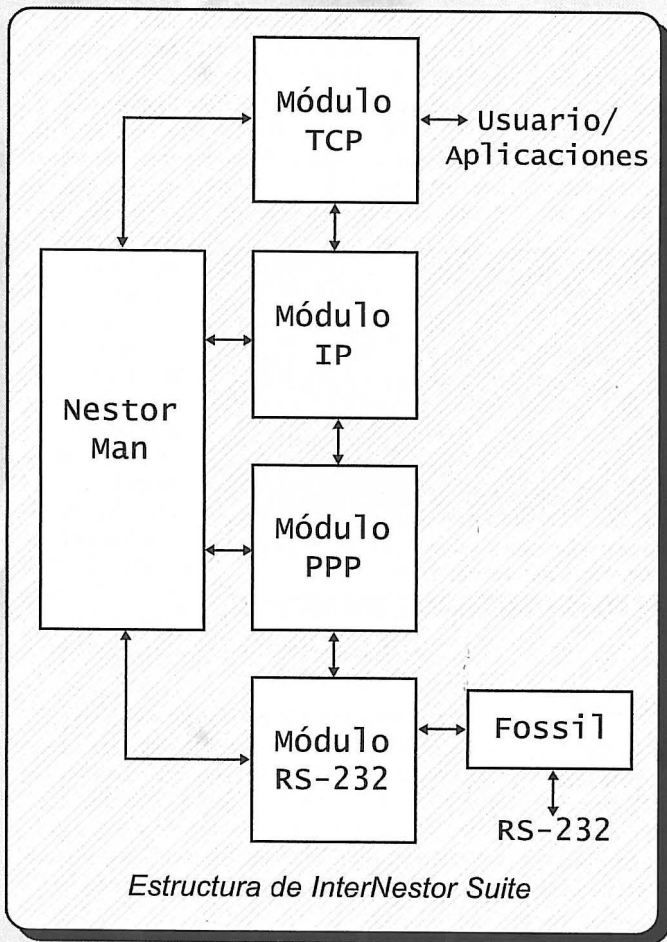 Módulo
TCP
Usuario/
Aplicaciones
Módulo
IP
Nestor
Man
Módulo
PPP
Módulo
RS-232
Fossil
RS-232
Estructura de InterNestor Suite